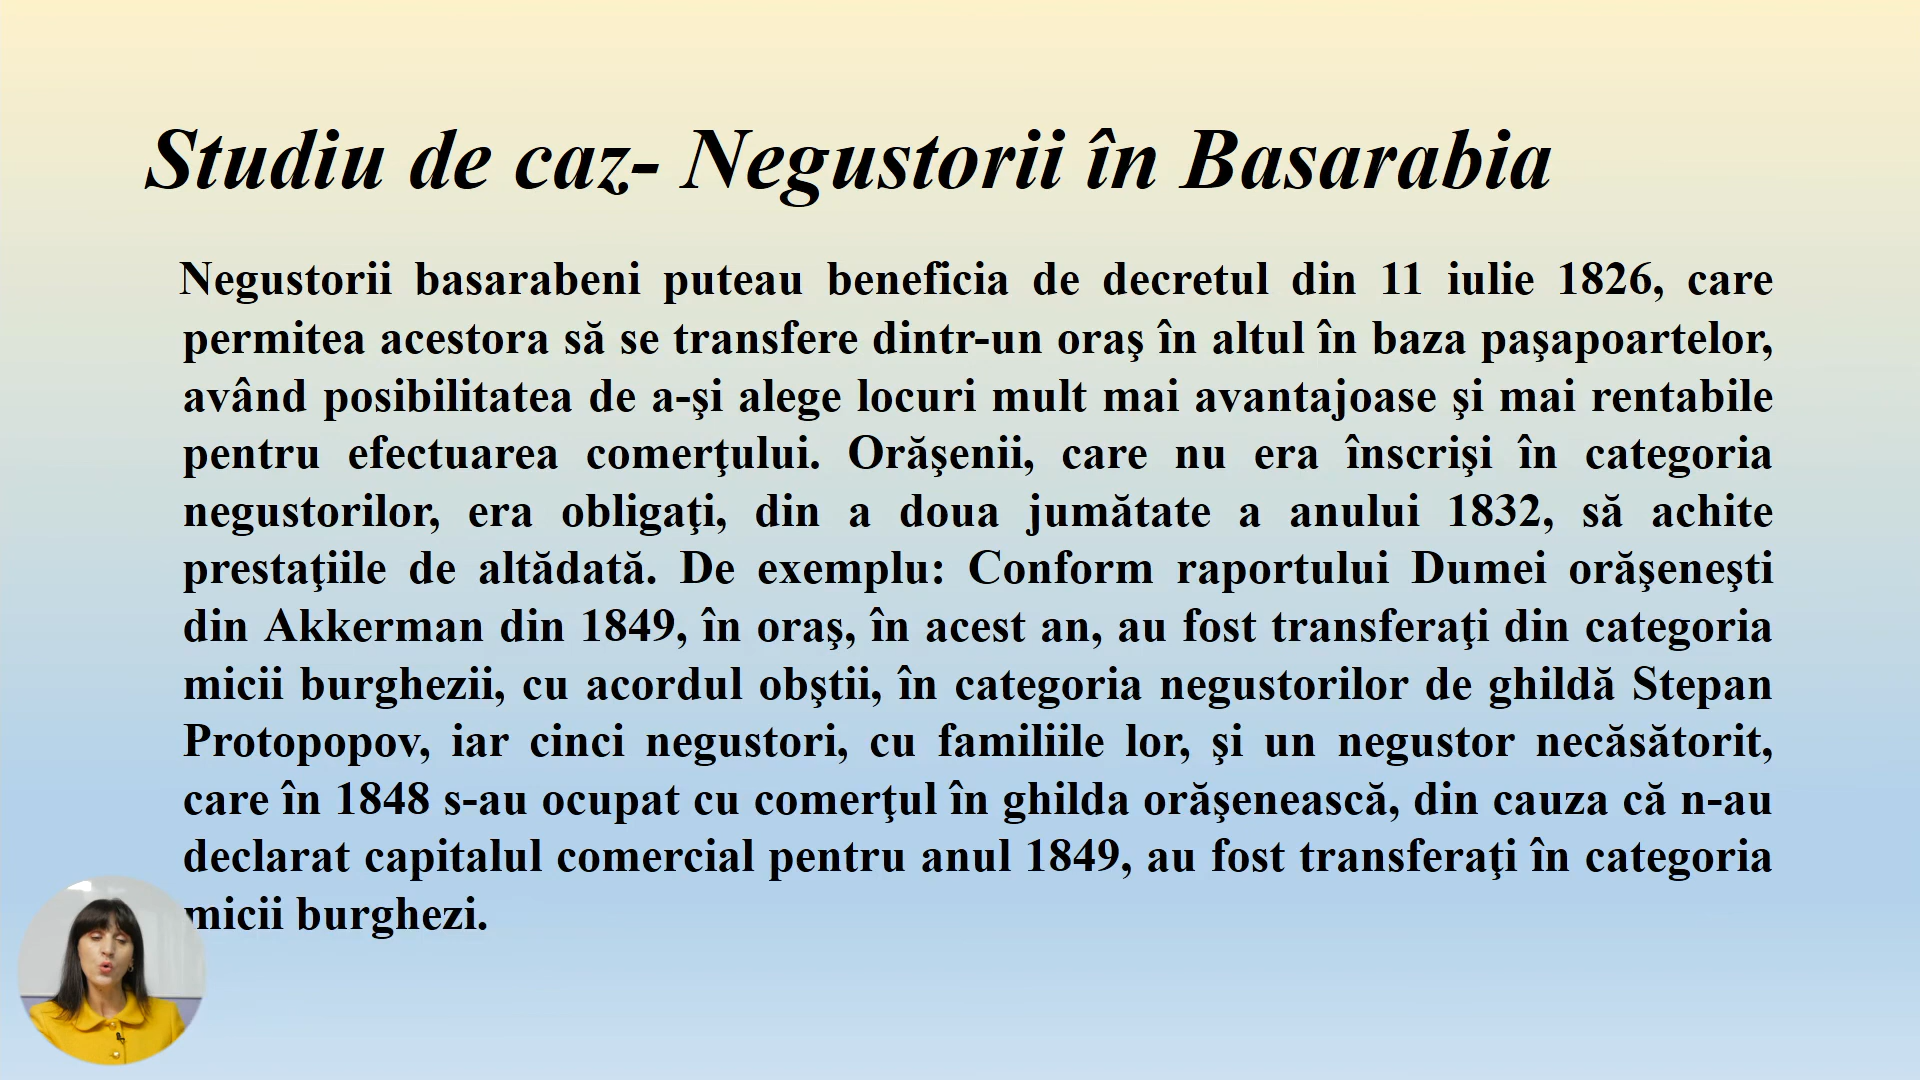 Studiu de caz- Negustorii în Basarabia
Negustorii basarabeni puteau beneficia de decretul din 11 iulie 1826, care
permitea acestora să se transfere dintr-un oraş în altul în baza paşapoartelor,
având posibilitatea de a-şi alege locuri mult mai avantajoase şi mai rentabile
pentru efectuarea comerţului. Orăşenii, care nu era înscrişi în categoria
negustorilor, era obligaţi, din a doua jumătate a anului 1832, să achite
prestaţiile de altădată. De exemplu: Conform raportului Dumei orăşeneşti
din Akkerman din 1849, în oraş, în acest an, au fost transferaţi din categoria
micii burghezii, cu acordul obştii, în categoria negustorilor de ghildă Stepan
Protopopov, iar cinci negustori, cu familiile lor, şi un negustor necăsătorit,
care în 1848 s-au ocupat cu comerţul în ghilda orăşenească, din cauza că n-au
declarat capitalul comercial pentru anul 1849, au fost transferaţi în categoria
micii burghezi.